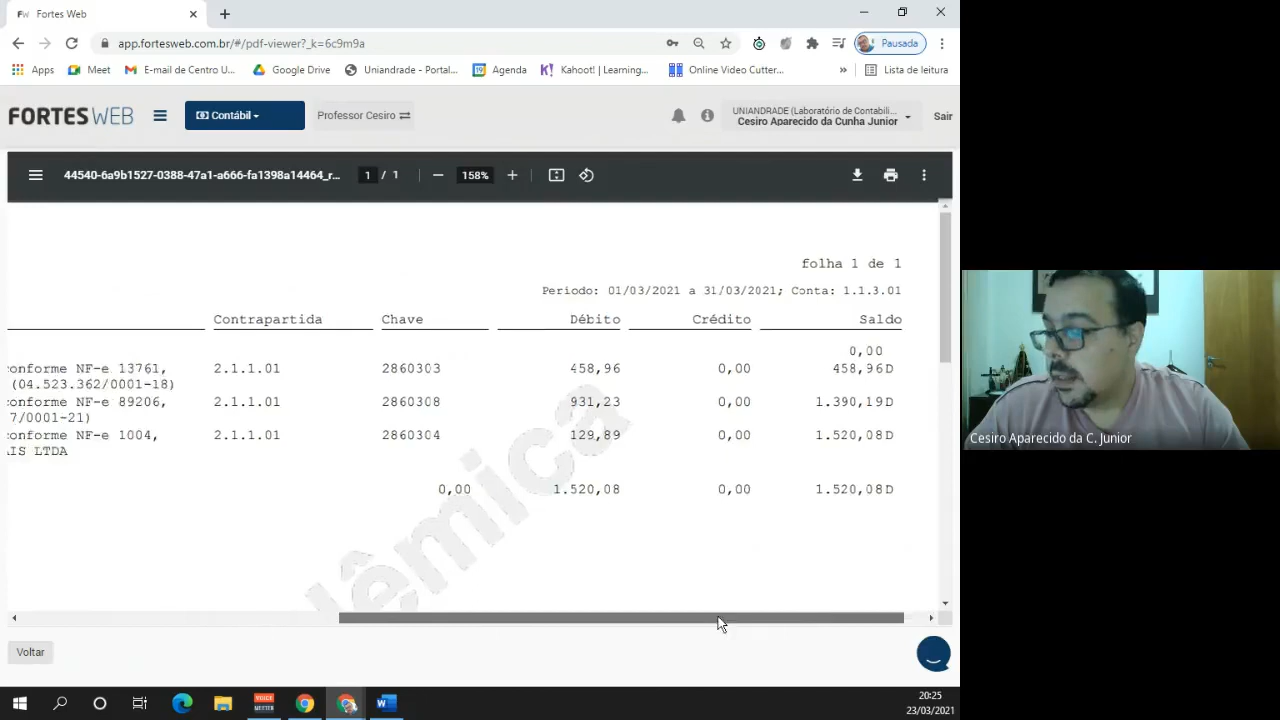 Fortes Web
app.fortesweb.com.br/#/pdf-viewer?_k=6c9m9a
Pausada
Apps Meet E-mail de Centro U... Google Drive Uniandrade - Portal... Agenda Kahoot! | Learning... Online Video Cutter... » Lista de leitura
FORTES WEB Contábil Professor Cesiro UNIANDRADE (Laboratório de Contabili... Sair
Cesiro Aparecido da Cunha Junior
44540-6a9b1527-0388-47a1-a666-fa1398a14464_r... 1 / 1 — 158% +
folha 1 de 1
Periodo: 01/03/2021 a 31/03/2021; Conta: 1.1.3.01
Contrapartida Chave Débito Crédito Saldo
0,00
conforme NF-e 13761, 2.1.1.01 2860303 458,96 0,00 458,96D
(04.523.362/0001-18)
conforme NF-e 89206, 2.1.1.01 2860308 931,23 0,00 1.390,19D
7/0001-21)
conforme NF-e 1004, 2.1.1.01 2860304 129,89 0,00 1.520,08D
AIS LTDA
0,00 1.520,08 0,00 1.520,08D
êmica
Cesiro Aparecido da C. Junior
Voltar
VOICE
MEETER
20:25
23/03/2021